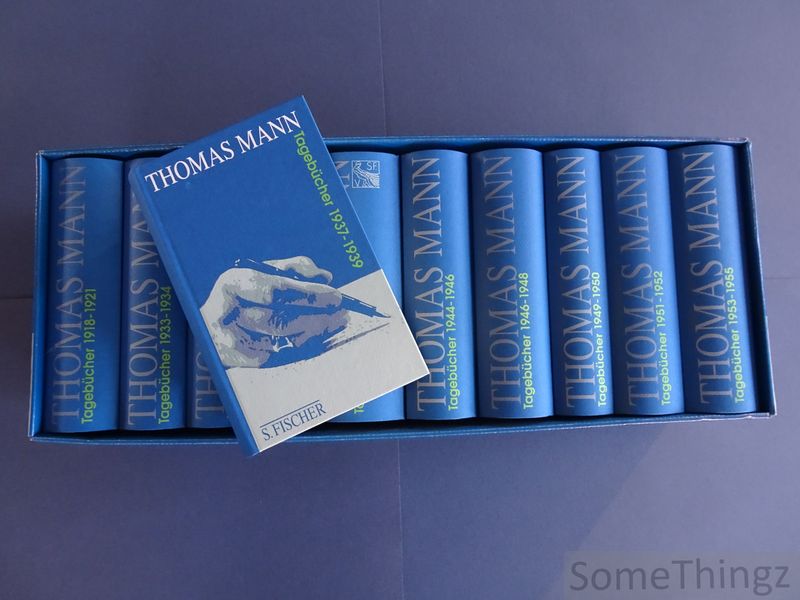 THOMAS MANN
Tagebücher 1918-1921
THOMAS MANN
Tagebücher 1933-1934
THOMAS MANN
Tagebücher 1937-1939
S. FISCHER
SF
THOMAS MANN
Tagebücher 1944-1946
THOMAS MANN
Tagebücher 1946-1948
THOMAS MANN
Tagebücher 1949-1950
THOMAS MANN
Tagebücher 1951-1952
THOMAS MANN
Tagebücher 1953-1955
SomeThingz